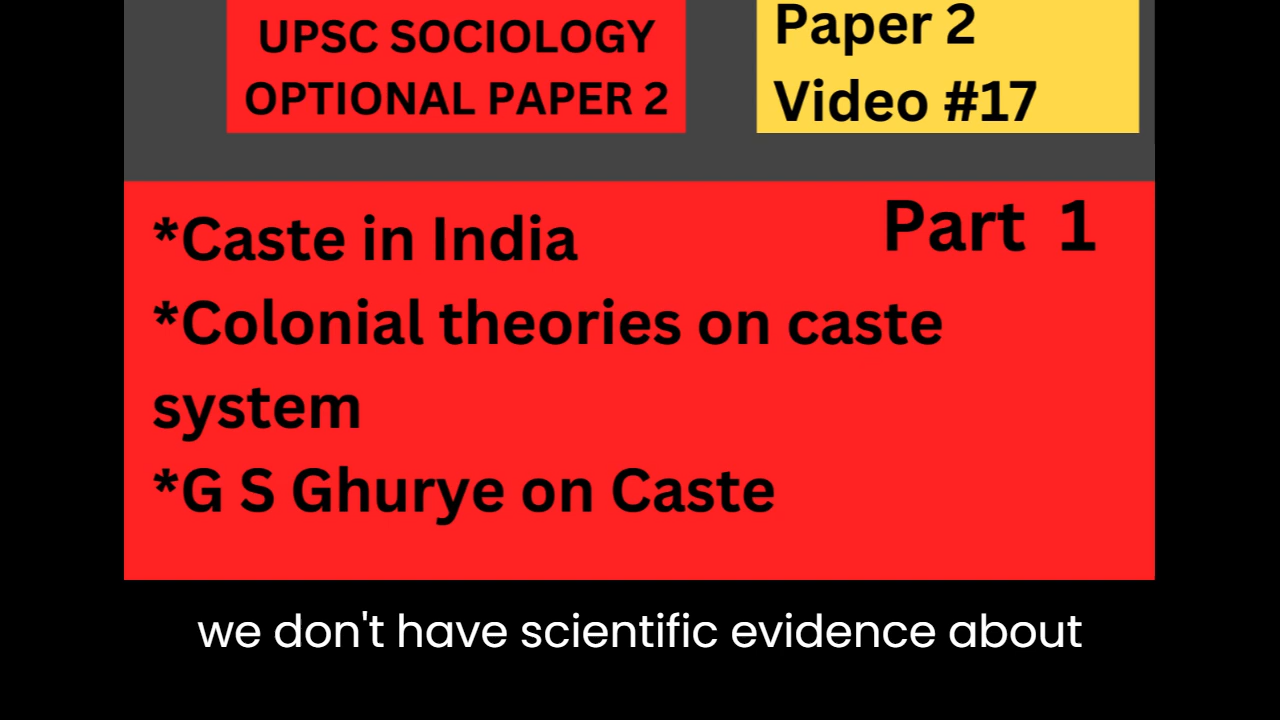 UPSC SOCIOLOGY
OPTIONAL PAPER 2
Paper 2
Video #17
Part 1
*Caste in India
*Colonial theories on caste
system
*G S Ghurye on Caste
we don't have scientific evidence about